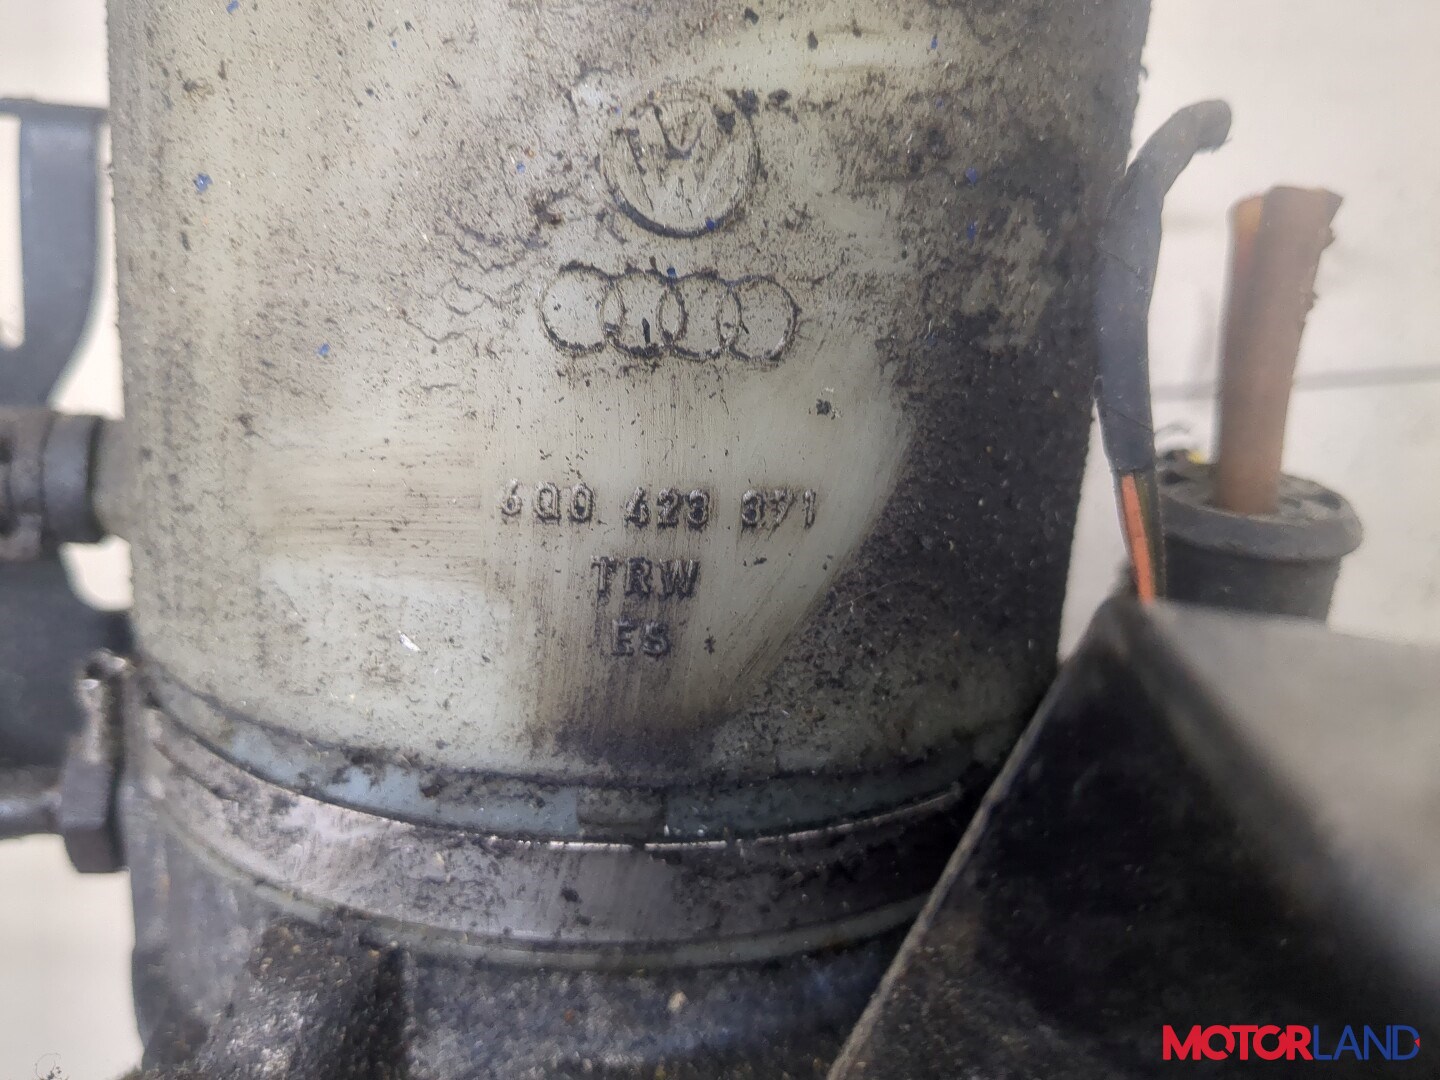 6Q0 423 371
TRW
ES
MOTORLAND